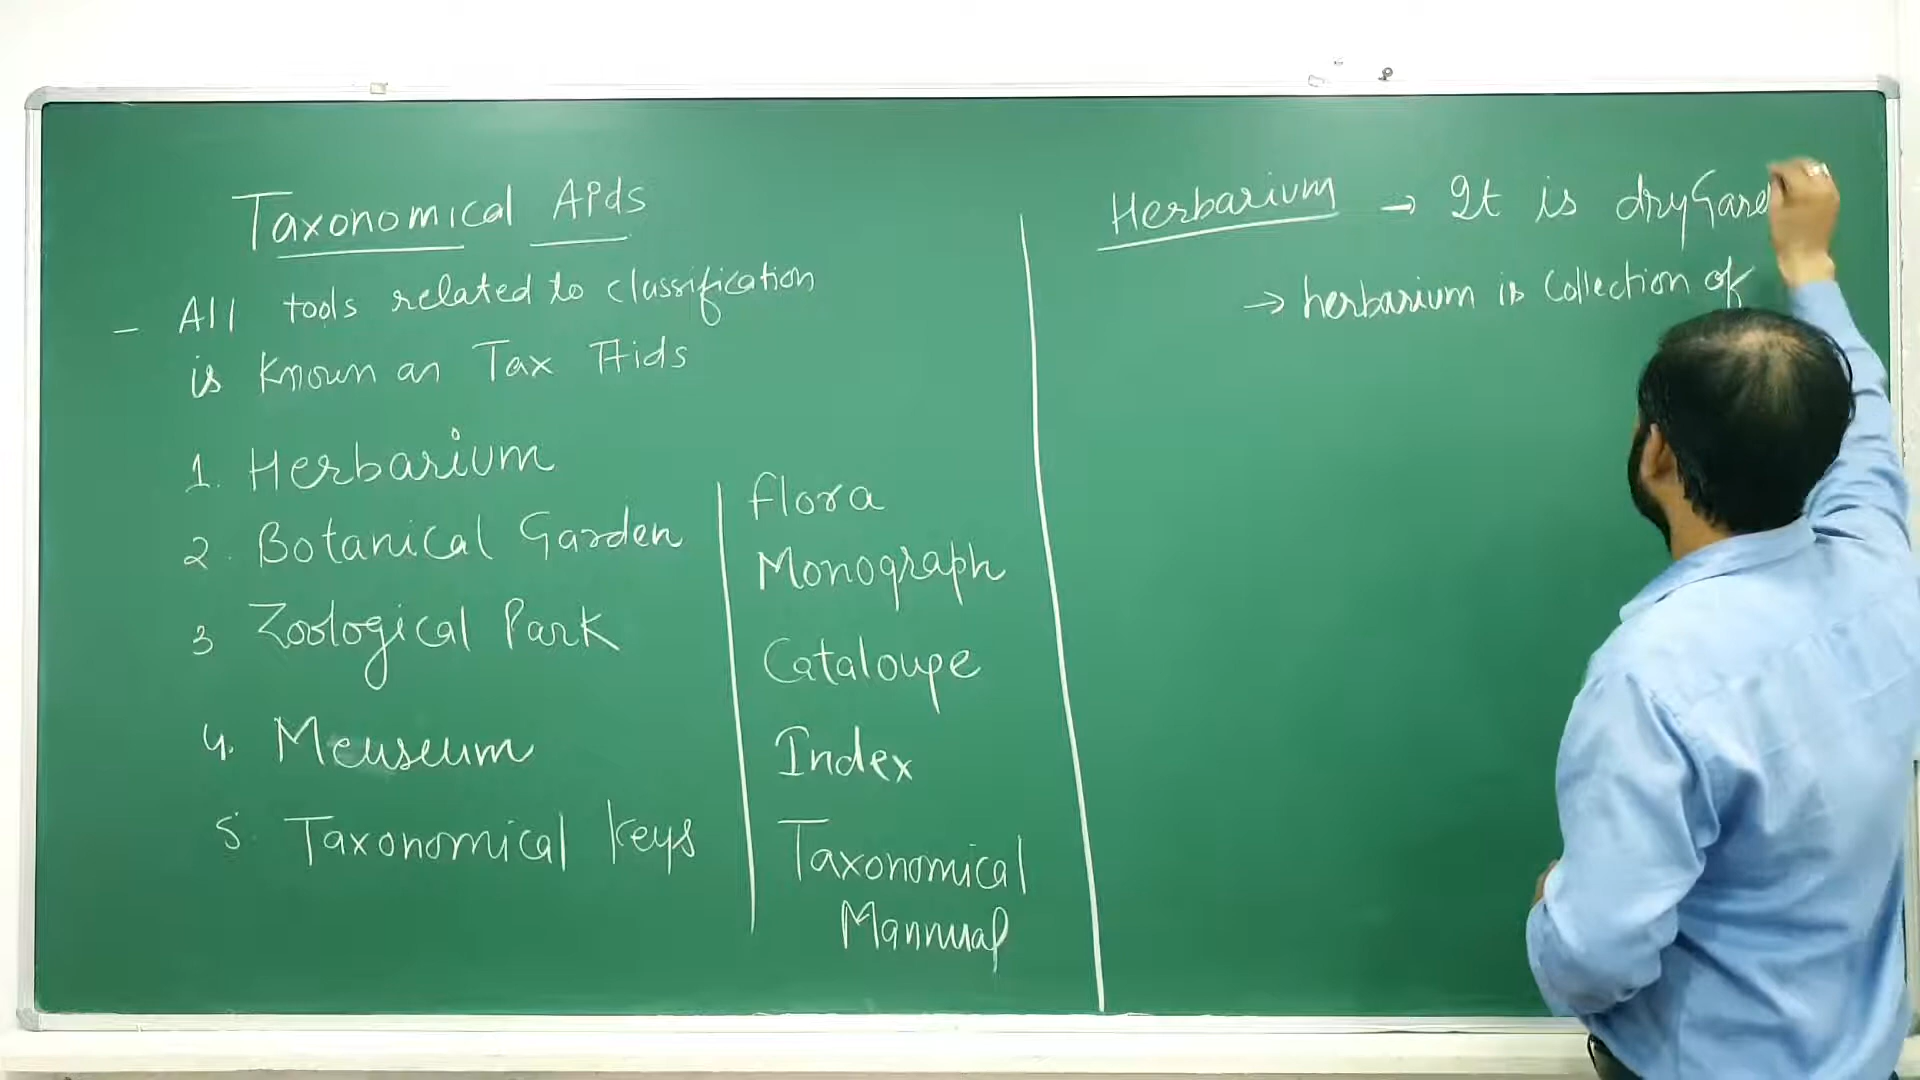 Taxonomical Aids
- All tools related to classification
is known as Tax Aids
1. Herbarium
2. Botanical Garden
3 Zoological Park
4. Meuseum
5. Taxonomical Keys
flora
Monograph
Cataloupe
Index
Taxonomical
Mannual
Herbarium → It is dry Gard
→ herbarium is Collection of